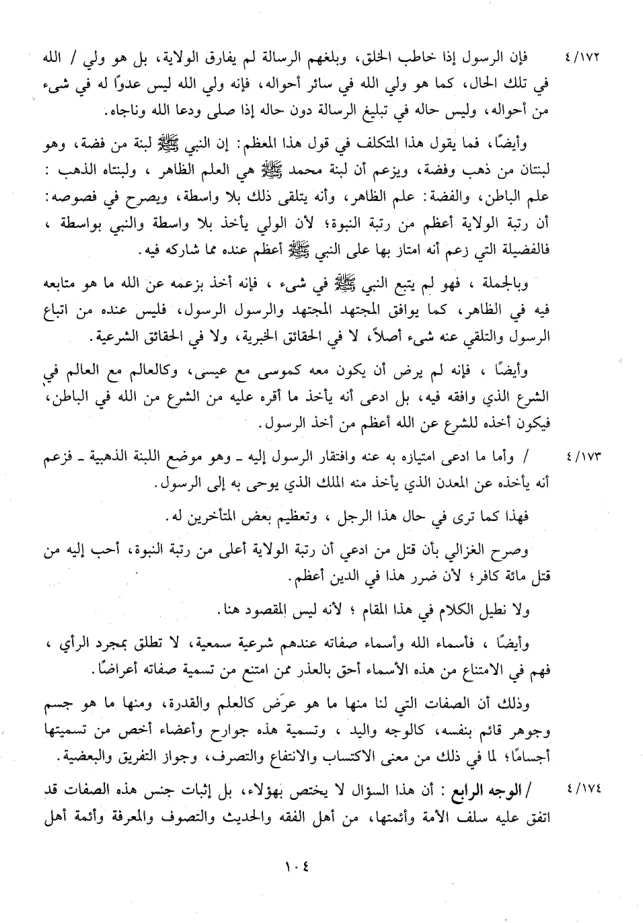 ٤/١٧٢ فإن الرسول إذا خاطب الخلق، وبلغهم الرسالة لم يفارق الولاية، بل هو ولي / الله
في تلك الحال، كما هو ولي الله في سائر أحواله، فإنه ولي الله ليس عدوًا له في شىء
من أحواله، وليس حاله في تبليغ الرسالة دون حاله إذا صلى ودعا الله وناجاه.
وأيضًا، فما يقول هذا المتكلف في قول هذا المعظم: إن النبي ﷺ لبنة من فضة، وهو
لبنتان من ذهب وفضة، ويزعم أن لبنة محمد ﷺ هي العلم الظاهر ، ولبنتاه الذهب :
علم الباطن، والفضة: علم الظاهر، وأنه يتلقى ذلك بلا واسطة، ويصرح في فصوصه:
أن رتبة الولاية أعظم من رتبة النبوة؛ لأن الولي يأخذ بلا واسطة والنبي بواسطة ،
فالفضيلة التي زعم أنه امتاز بها على النبي ﷺ أعظم عنده مما شاركه فيه.
وبالجملة ، فهو لم يتبع النبي ﷺ في شىء ، فإنه أخذ بزعمه عن الله ما هو متابعه
فيه في الظاهر، كما يوافق المجتهد المجتهد والرسول الرسول، فليس عنده من اتباع
الرسول والتلقي عنه شىء أصلاً، لا في الحقائق الخبرية، ولا في الحقائق الشرعية.
وأيضًا ، فإنه لم يرض أن يكون معه كموسى مع عيسى، وكالعالم مع العالم في
الشرع الذي وافقه فيه، بل ادعى أنه يأخذ ما أقره عليه من الشرع من الله في الباطن،
فيكون أخذه للشرع عن الله أعظم من أخذ الرسول.
٤/١٧٣ / وأما ما ادعى امتيازه به عنه وافتقار الرسول إليه ـ وهو موضع اللبنة الذهبية ـ فزعم
أنه يأخذه عن المعدن الذي يأخذ منه الملك الذي يوحى به إلى الرسول.
فهذا كما ترى في حال هذا الرجل ، وتعظيم بعض المتأخرين له.
وصرح الغزالي بأن قتل من ادعي أن رتبة الولاية أعلى من رتبة النبوة، أحب إليه من
قتل مائة كافر؛ لأن ضرر هذا في الدين أعظم.
ولا نطيل الكلام في هذا المقام ؛ لأنه ليس المقصود هنا.
وأيضًا ، فأسماء الله وأسماء صفاته عندهم شرعية سمعية، لا تطلق بمجرد الرأي ،
فهم في الامتناع من هذه الأسماء أحق بالعذر ممن امتنع من تسمية صفاته أعراضًا.
وذلك أن الصفات التي لنا منها ما هو عرَض كالعلم والقدرة، ومنها ما هو جسم
وجوهر قائم بنفسه، كالوجه واليد ، وتسمية هذه جوارح وأعضاء أخص من تسميتها
أجسامًا؛ لما في ذلك من معنى الاكتساب والانتفاع والتصرف، وجواز التفريق والبعضية.
٤/١٧٤ / الوجه الرابع : أن هذا السؤال لا يختص بهؤلاء، بل إثبات جنس هذه الصفات قد
اتفق عليه سلف الأمة وأئمتها، من أهل الفقه والحديث والتصوف والمعرفة وأئمة أهل
١٠٤